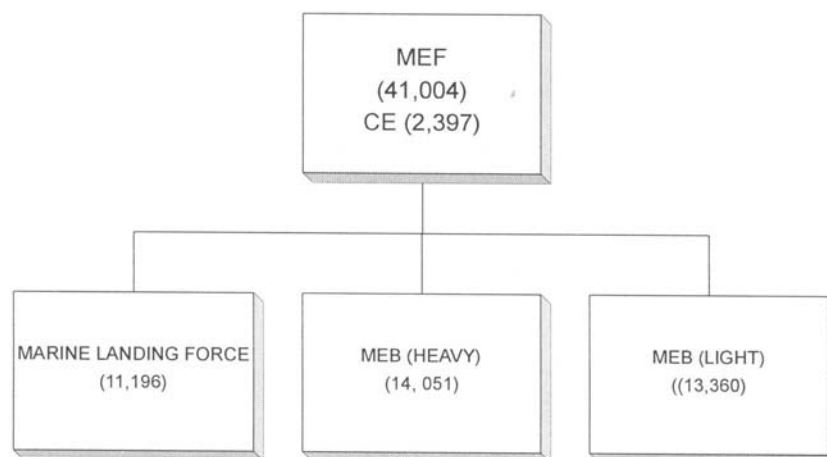 MEF
(41,004)
CE (2,397)
MARINE LANDING FORCE
(11,196)
MEB (HEAVY)
(14, 051)
MEB (LIGHT)
((13,360)